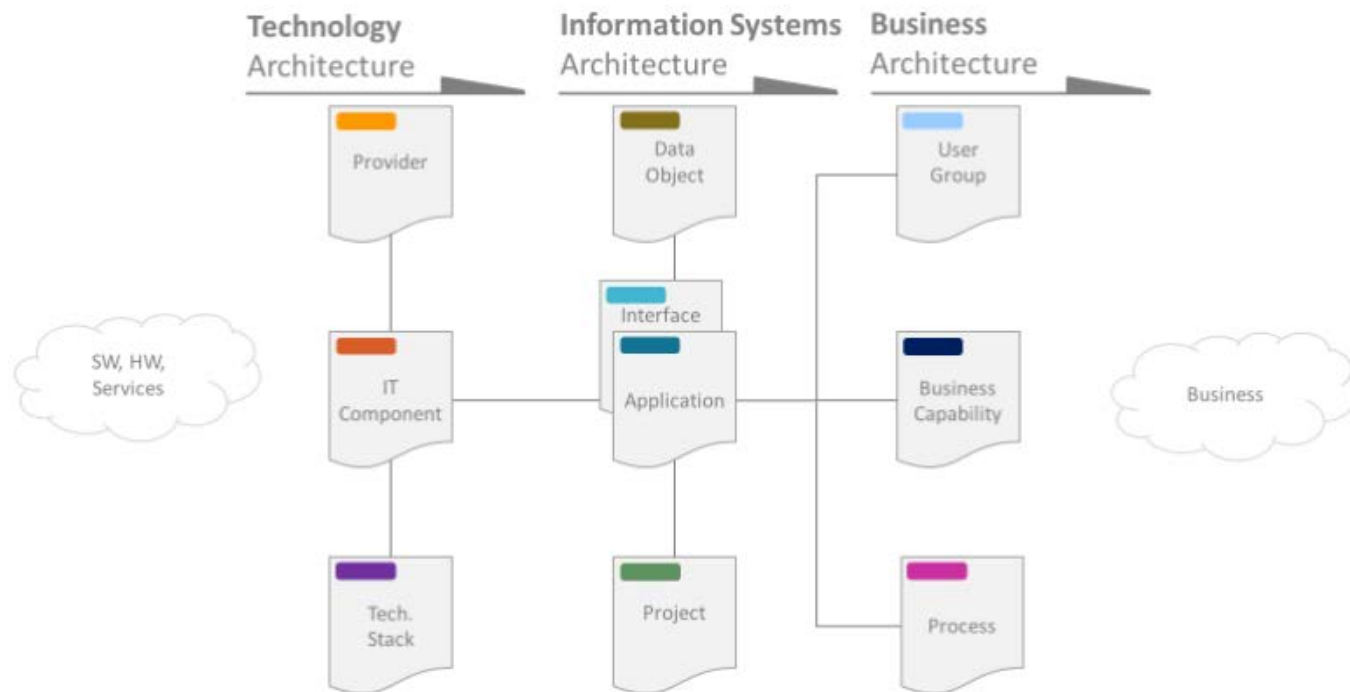 Technology
Architecture
Information Systems
Architecture
Business
Architecture
Provider
Data
Object
User
Group
Interface
SW, HW,
Services
IT
Component
Application
Business
Capability
Business
Tech.
Stack
Project
Process